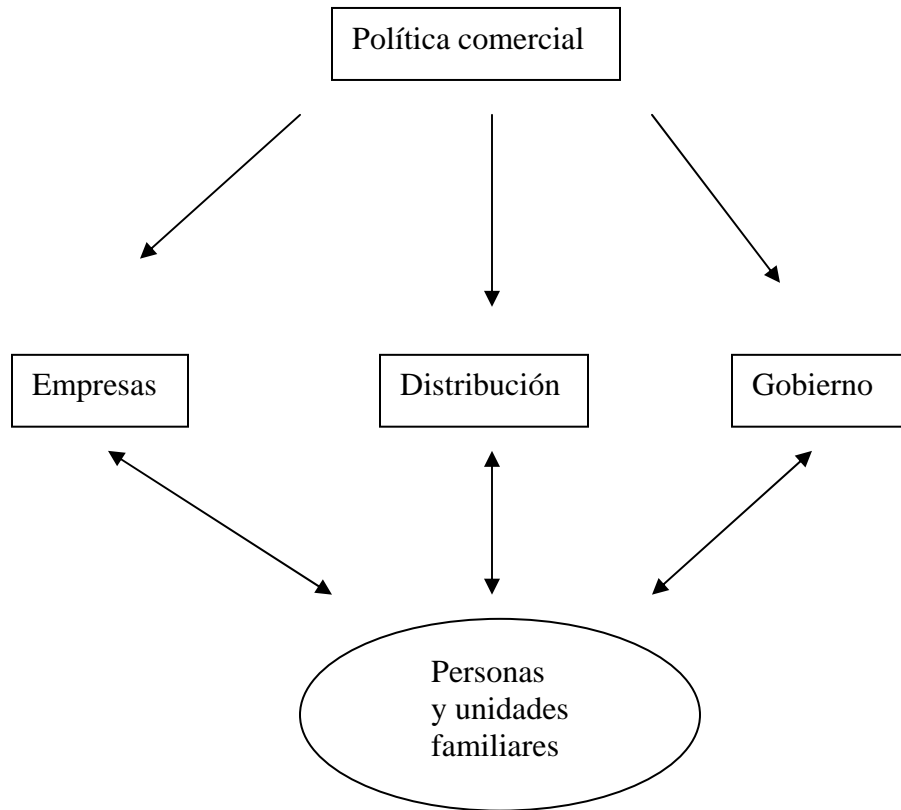 Política comercial
Empresas
Distribución
Gobierno
Personas
y unidades
familiares